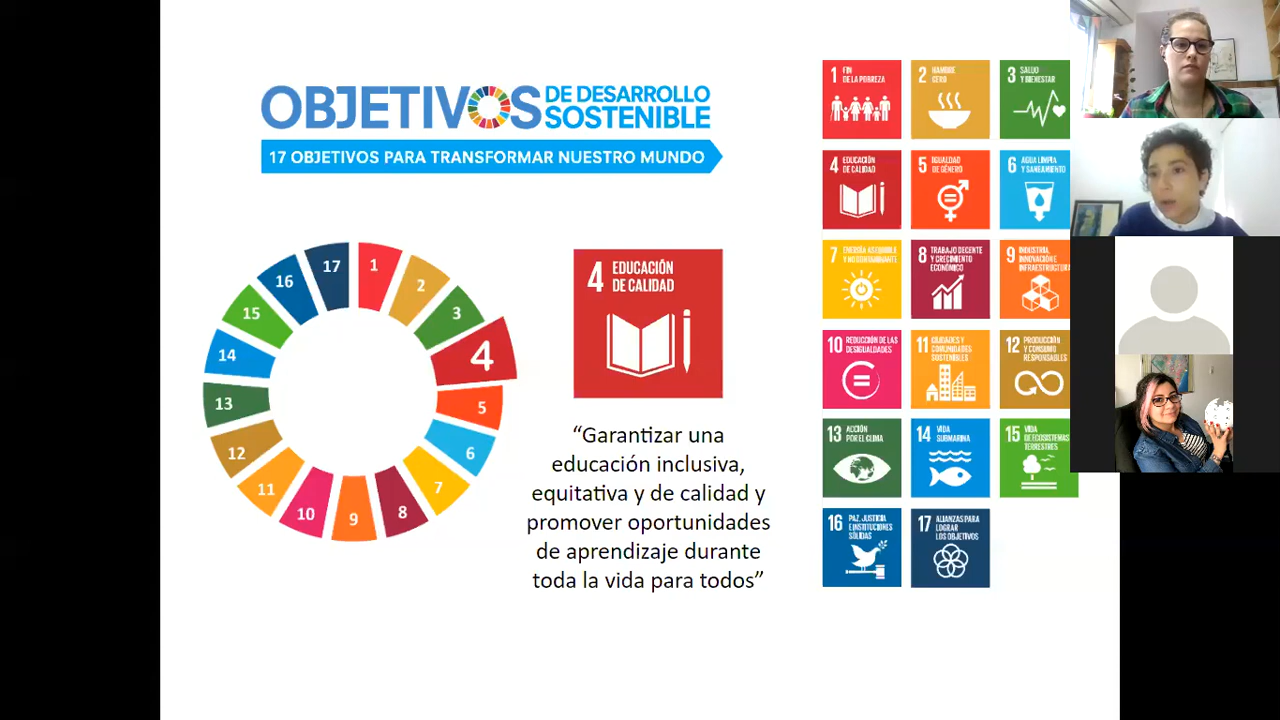 OBJETIVOS DE DESARROLLO
SOSTENIBLE
17 OBJETIVOS PARA TRANSFORMAR NUESTRO MUNDO
1
2
3
4
5
6
7
8
9
10
11
12
13
14
15
16
17
4 EDUCACIÓN
DE CALIDAD
“Garantizar una
educación inclusiva,
equitativa y de calidad y
promover oportunidades
de aprendizaje durante
toda la vida para todos”
1 FIN
DE LA POBREZA
2 HAMBRE
CERO
3 SALUD
Y BIENESTAR
4 EDUCACIÓN
DE CALIDAD
5 IGUALDAD
DE GÉNERO
6 AGUA LIMPIA
Y SANEAMIENTO
7 ENERGÍA ASEQUIBLE
Y NO CONTAMINANTE
8 TRABAJO DECENTE
Y CRECIMIENTO
ECONÓMICO
9 INDUSTRIA,
INNOVACIÓN E
INFRAESTRUCTURA
10 REDUCCIÓN DE LAS
DESIGUALDADES
11 CIUDADES Y
COMUNIDADES
SOSTENIBLES
12 PRODUCCIÓN
Y CONSUMO
RESPONSABLES
13 ACCIÓN
POR EL CLIMA
14 VIDA
SUBMARINA
15 VIDA
DE ECOSISTEMAS
TERRESTRES
16 PAZ, JUSTICIA
E INSTITUCIONES
SÓLIDAS
17 ALIANZAS PARA
LOGRAR
LOS OBJETIVOS